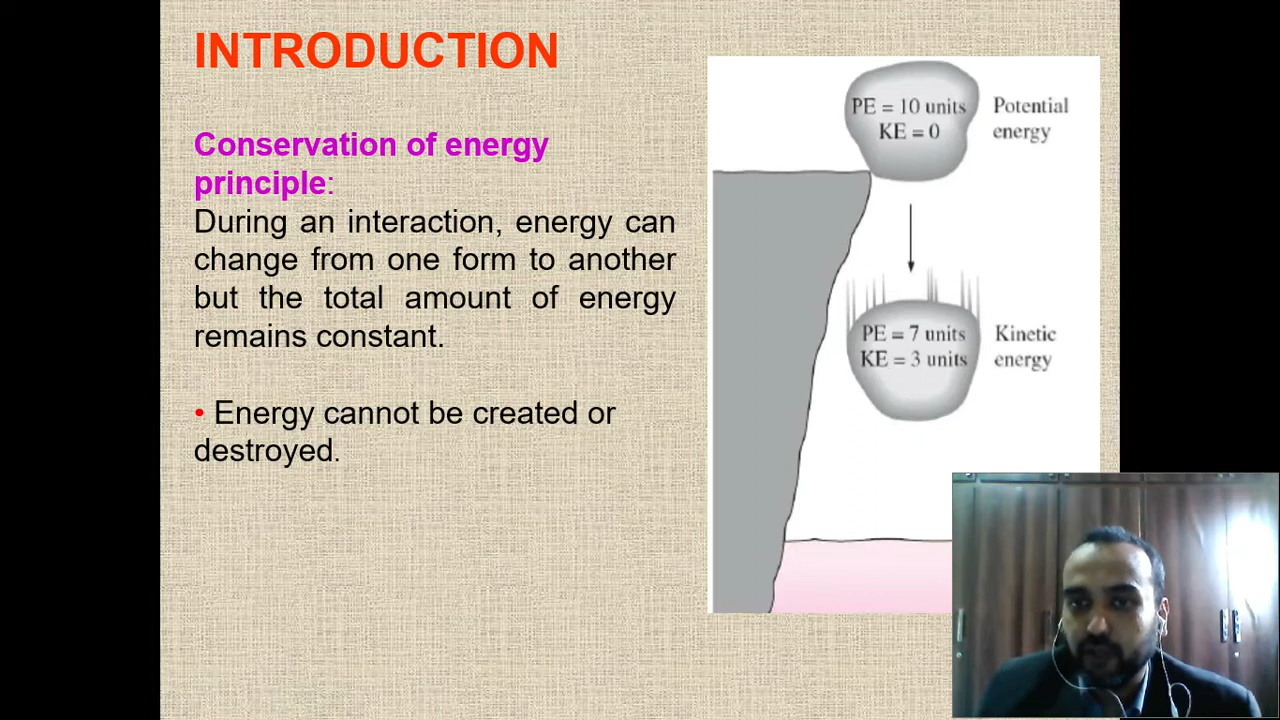 INTRODUCTION
Conservation of energy
principle:
During an interaction, energy can
change from one form to another
but the total amount of energy
remains constant.
• Energy cannot be created or
destroyed.
PE = 10 units
KE = 0
Potential
energy
PE = 7 units
KE = 3 units
Kinetic
energy